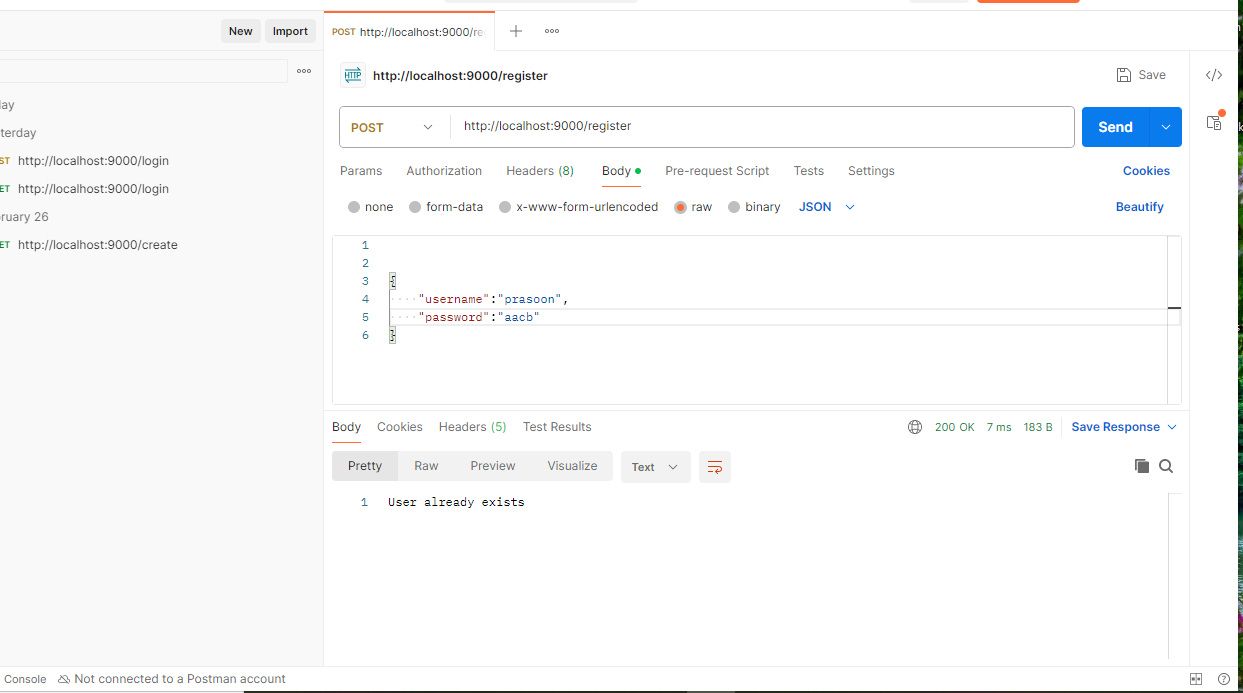 New Import
POST http://localhost:9000/re
http://localhost:9000/register
Save
POST
http://localhost:9000/register
Send
Params Authorization Headers (8) Body Pre-request Script Tests Settings Cookies
none form-data x-www-form-urlencoded raw binary JSON Beautify
1
2
3 {
4 "username":"prasoon",
5 "password":"aacb"
6 }
ay
terday
ST http://localhost:9000/login
ET http://localhost:9000/login
ruary 26
ET http://localhost:9000/create
Body Cookies Headers (5) Test Results 200 OK 7 ms 183 B Save Response
Pretty Raw Preview Visualize Text
1 User already exists
Console Not connected to a Postman account